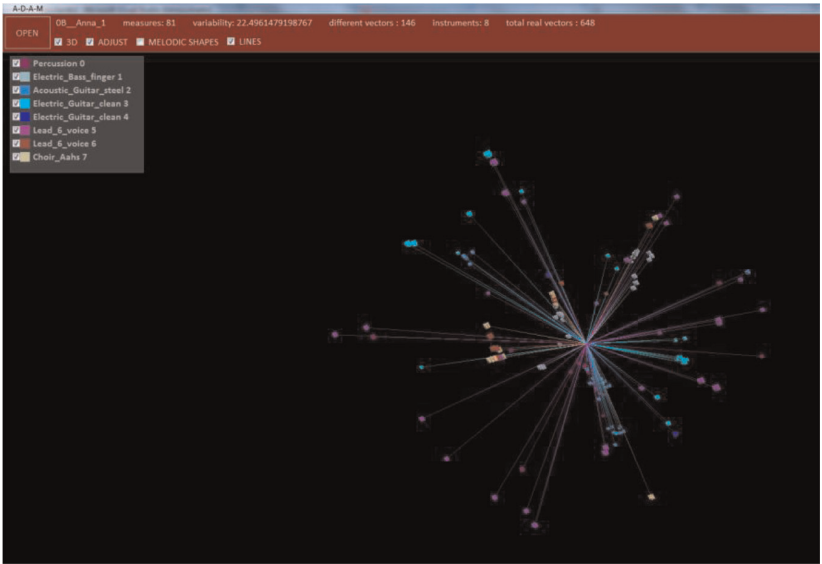 A-D-A-M
OPEN
0B__Anna_1 measures: 81 variability: 22.4961479198767 different vectors : 146 Instruments: 8 total real vectors : 648
3D ADJUST MELODIC SHAPES LINES
Percussion 0
Electric_Bass_finger 1
Acoustic_Guitar_steel 2
Electric_Guitar_clean 3
Electric_Guitar_clean 4
Lead_6_voice 5
Lead_6_voice 6
Choir_Aahs 7